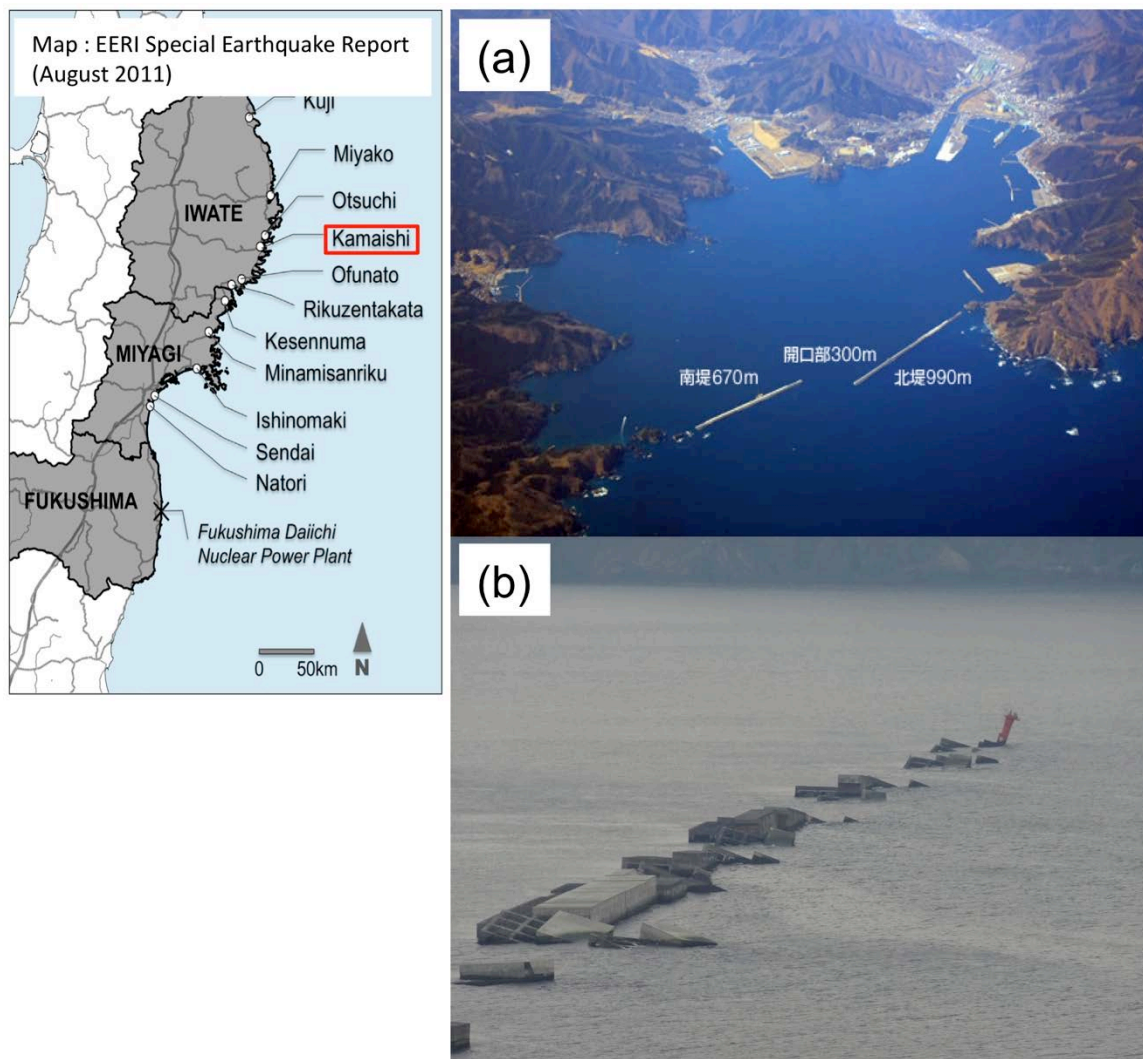 Map : EERI Special Earthquake Report
(August 2011)
Kuji
Miyako
Otsuchi
IWATE
Kamaishi
Ofunato
Rikuzentakata
Kesennuma
MIYAGI
Minamisanriku
Ishinomaki
Sendai
Natori
FUKUSHIMA
Fukushima Daiichi
Nuclear Power Plant
0 50km
N
(a)
開口部300m
南堤670m
北堤990m
(b)